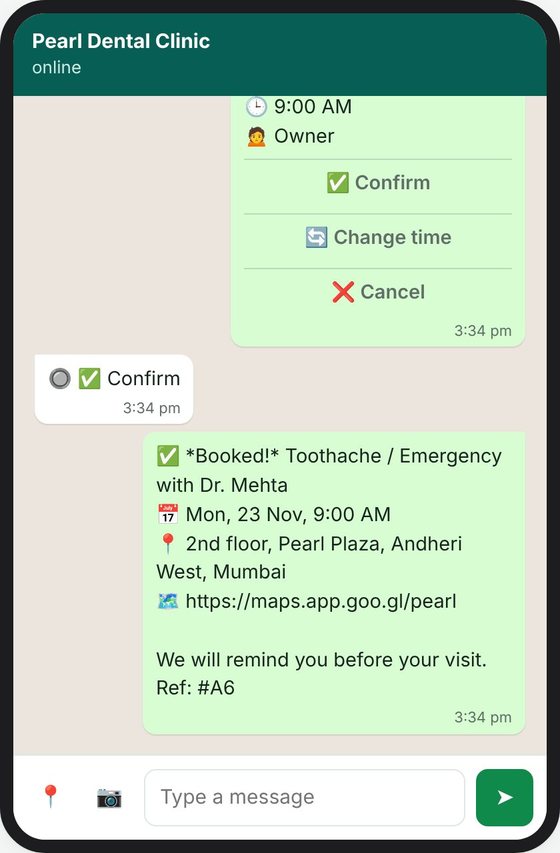 Pearl Dental Clinic
online
🕒 9:00 AM
🙍 Owner
✅ Confirm
🔄 Change time
❌ Cancel
3:34 pm
🔘 ✅ Confirm
3:34 pm
✅ *Booked!* Toothache / Emergency
with Dr. Mehta
📅 Mon, 23 Nov, 9:00 AM
📍 2nd floor, Pearl Plaza, Andheri
West, Mumbai
🗺️ https://maps.app.goo.gl/pearl
We will remind you before your visit.
Ref: #A6
3:34 pm
Type a message